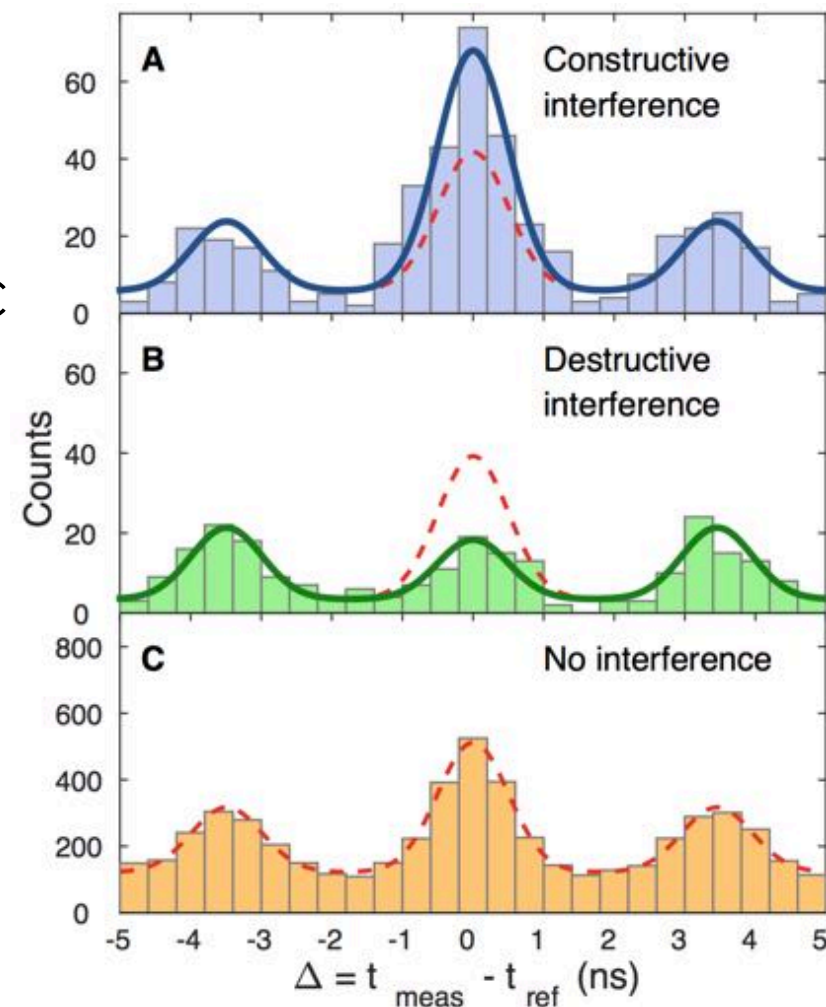 A
Constructive
interference
60
40
20
0
B
Destructive
interference
60
40
20
0
Counts
C
No interference
800
600
400
200
0
-5 -4 -3 -2 -1 0 1 2 3 4 5
Δ = t meas - t ref (ns)